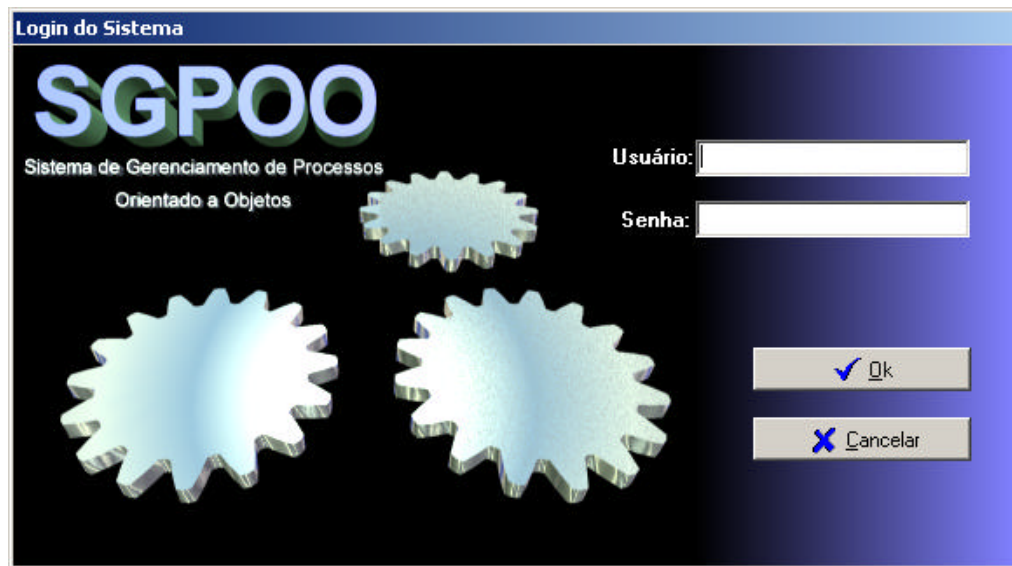 Login do Sistema
SGPOO
Sistema de Gerenciamento de Processos
Orientado a Objetos
Usuário:
Senha:
Ok
Cancelar